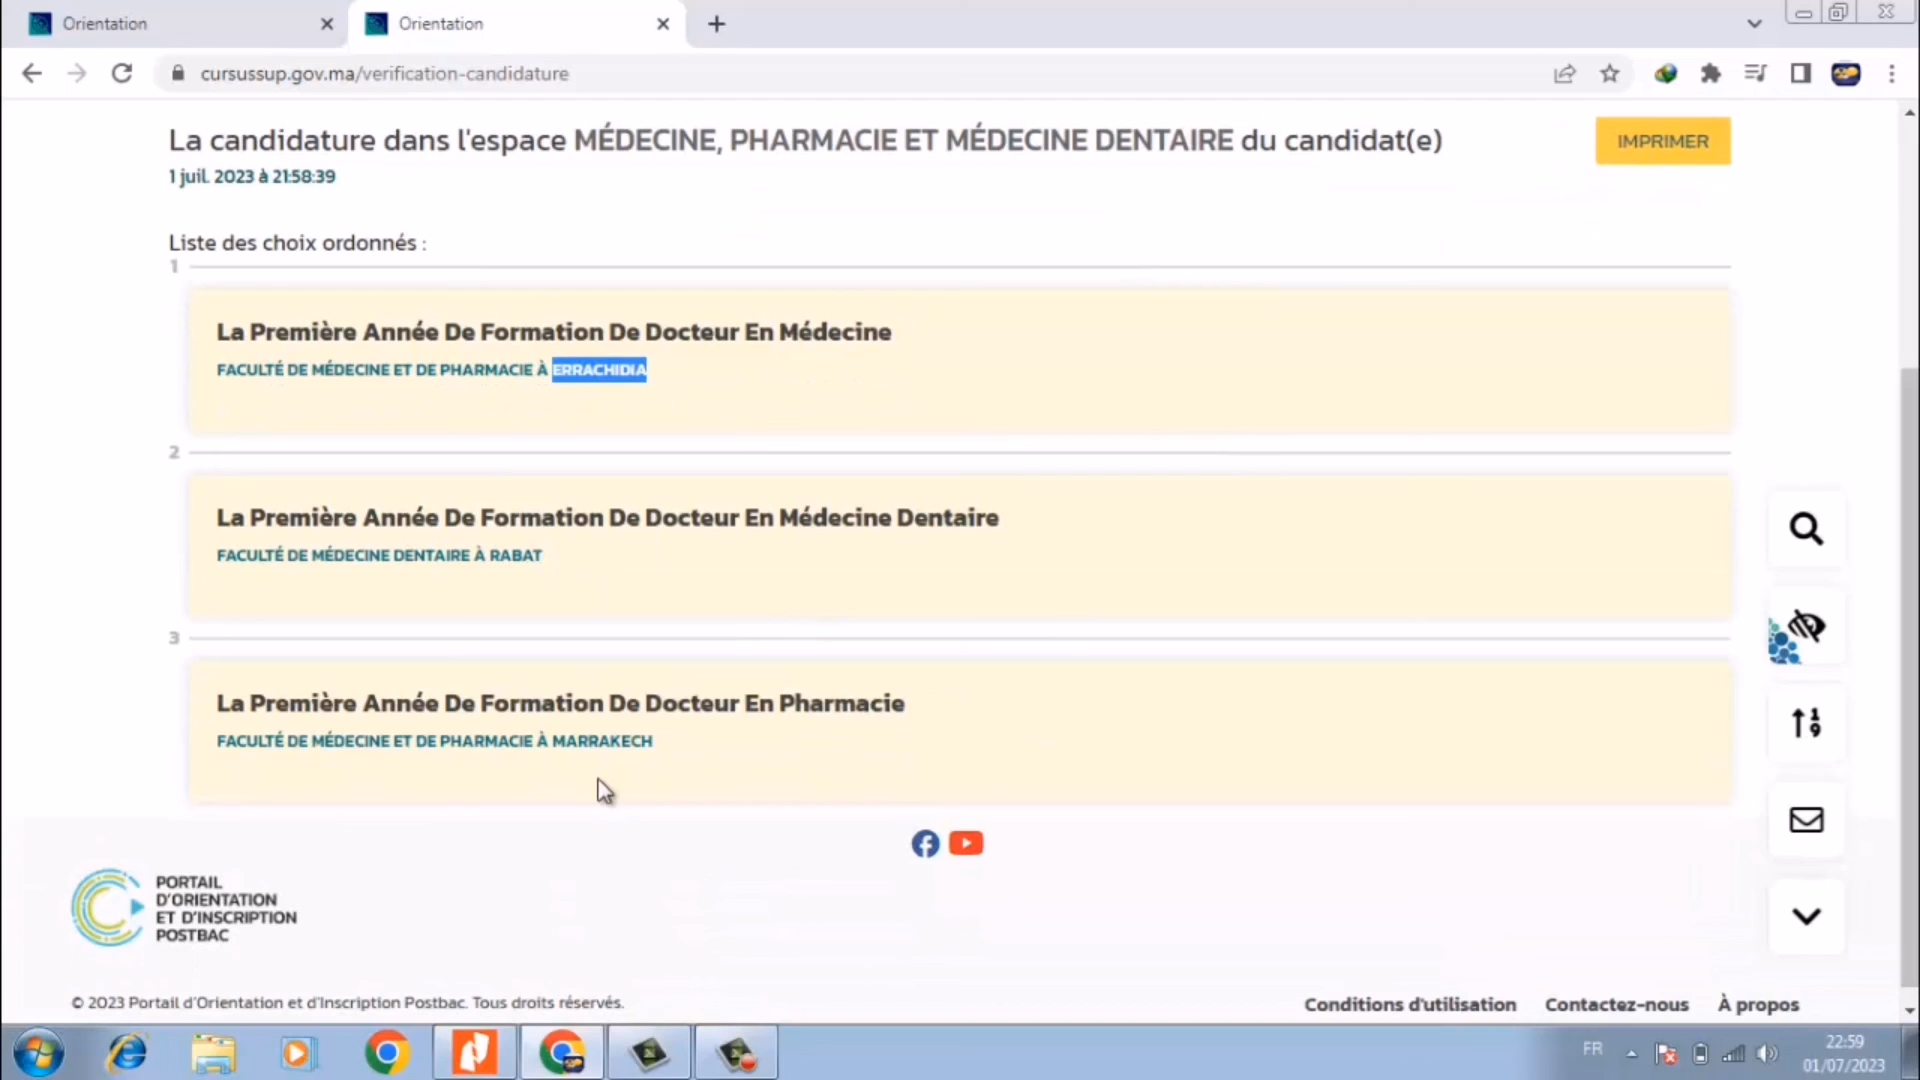 Orientation
Orientation
cursussup.gov.ma/verification-candidature
La candidature dans l'espace MÉDECINE, PHARMACIE ET MÉDECINE DENTAIRE du candidat(e)
IMPRIMER
1 juil. 2023 à 21:58:39
Liste des choix ordonnés :
1
La Première Année De Formation De Docteur En Médecine
FACULTÉ DE MÉDECINE ET DE PHARMACIE À ERRACHIDIA
2
La Première Année De Formation De Docteur En Médecine Dentaire
FACULTÉ DE MÉDECINE DENTAIRE À RABAT
3
La Première Année De Formation De Docteur En Pharmacie
FACULTÉ DE MÉDECINE ET DE PHARMACIE À MARRAKECH
PORTAIL
D'ORIENTATION
ET D'INSCRIPTION
POSTBAC
© 2023 Portail d'Orientation et d'Inscription Postbac. Tous droits réservés.
Conditions d'utilisation Contactez-nous À propos
FR
22:59
01/07/2023